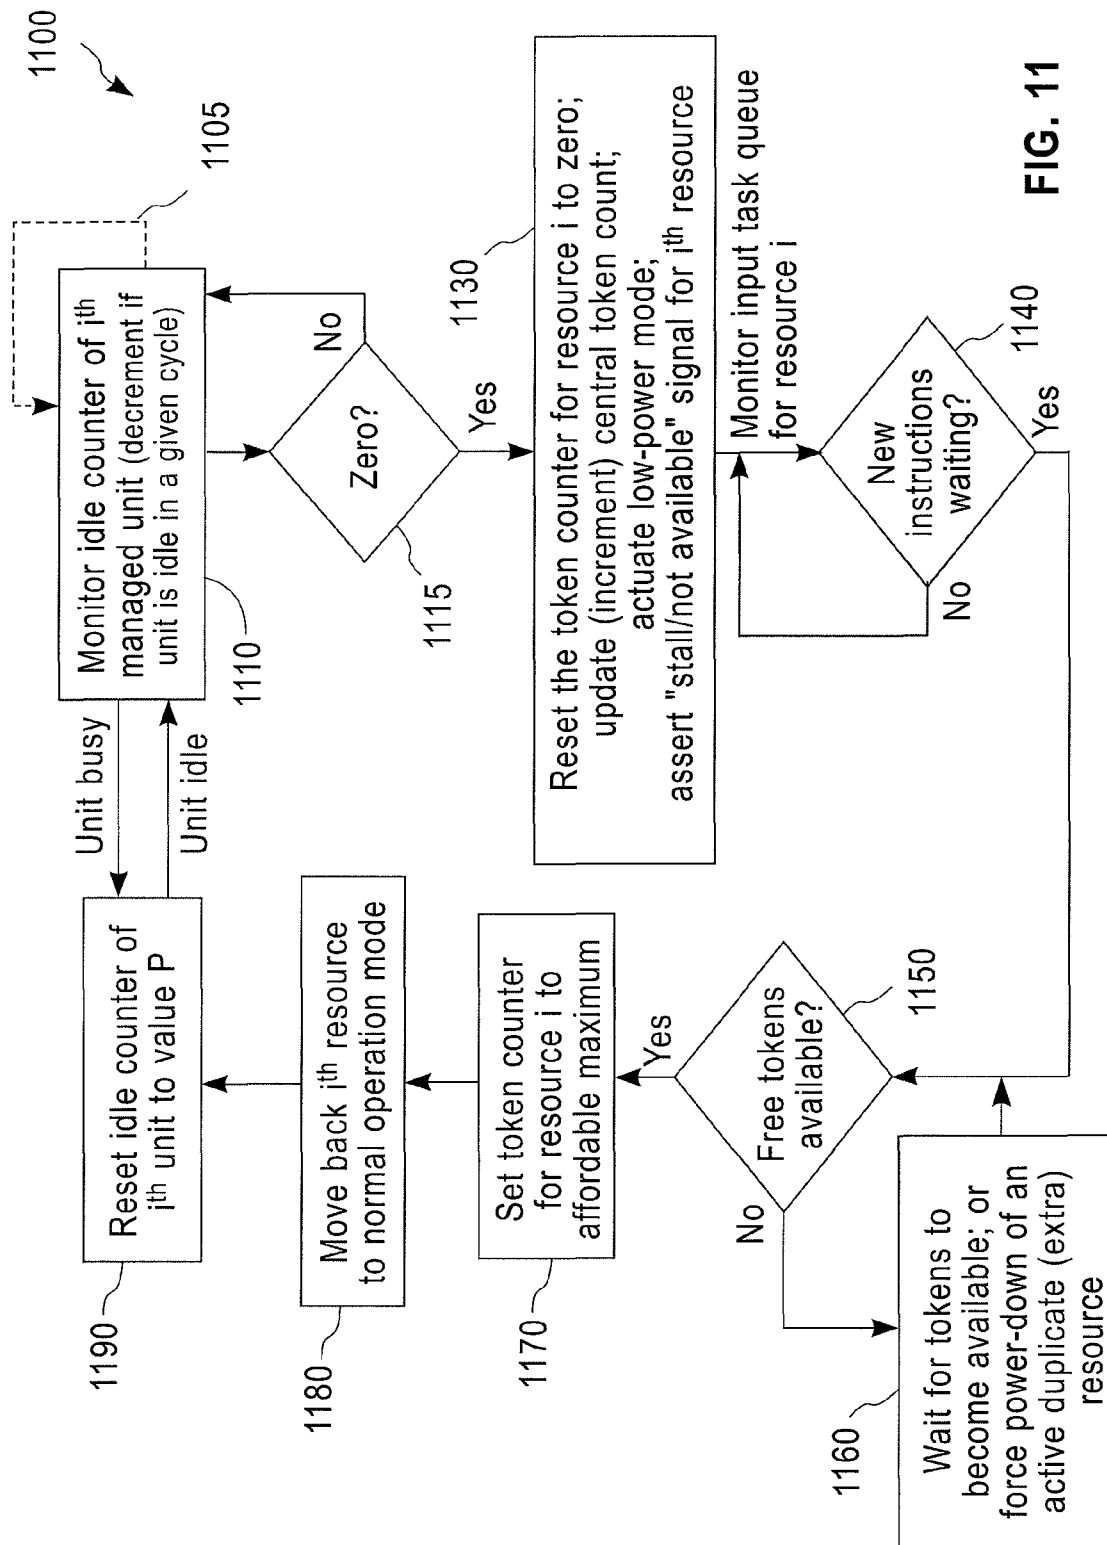 1100
1105
Monitor idle counter of ith
managed unit (decrement if
unit is idle in a given cycle)
1110
Unit busy
Unit idle
Reset idle counter of
ith unit to value P
1190
Zero?
No
Yes
1115
Move back ith resource
to normal operation mode
1180
1130
Reset the token counter for resource i to zero;
update (increment) central token count;
actuate low-power mode;
assert "stall/not available" signal for ith resource
Set token counter
for resource i to
affordable maximum
1170
Monitor input task queue
for resource i
Yes
Free tokens
available?
1150
No
New
instructions
waiting?
1140
No
Yes
Wait for tokens to
become available; or
force power-down of an
active duplicate (extra)
resource
1160
FIG. 11